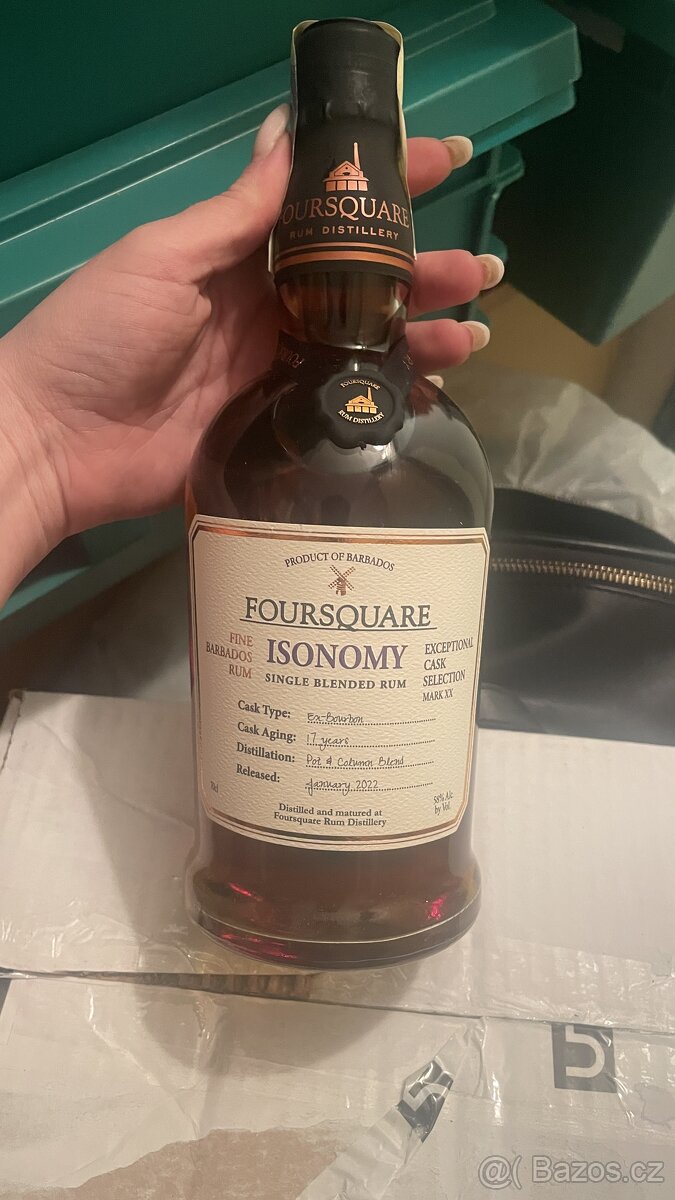 FOURSQUARE
RUM DISTILLERY
FOURSQUARE
RUM DISTILLERY
PRODUCT OF BARBADOS
FOURSQUARE
FINE
BARBADOS
RUM
ISONOMY
SINGLE BLENDED RUM
EXCEPTIONAL
CASK
SELECTION
MARK XX
Cask Type: Ex-Bourbon
Cask Aging: 17 years
Distillation: Pot & Column Blend
Released: January 2022
70cl
58% Alc.
by Vol.
Distilled and matured at
Foursquare Rum Distillery
@( Bazos.cz